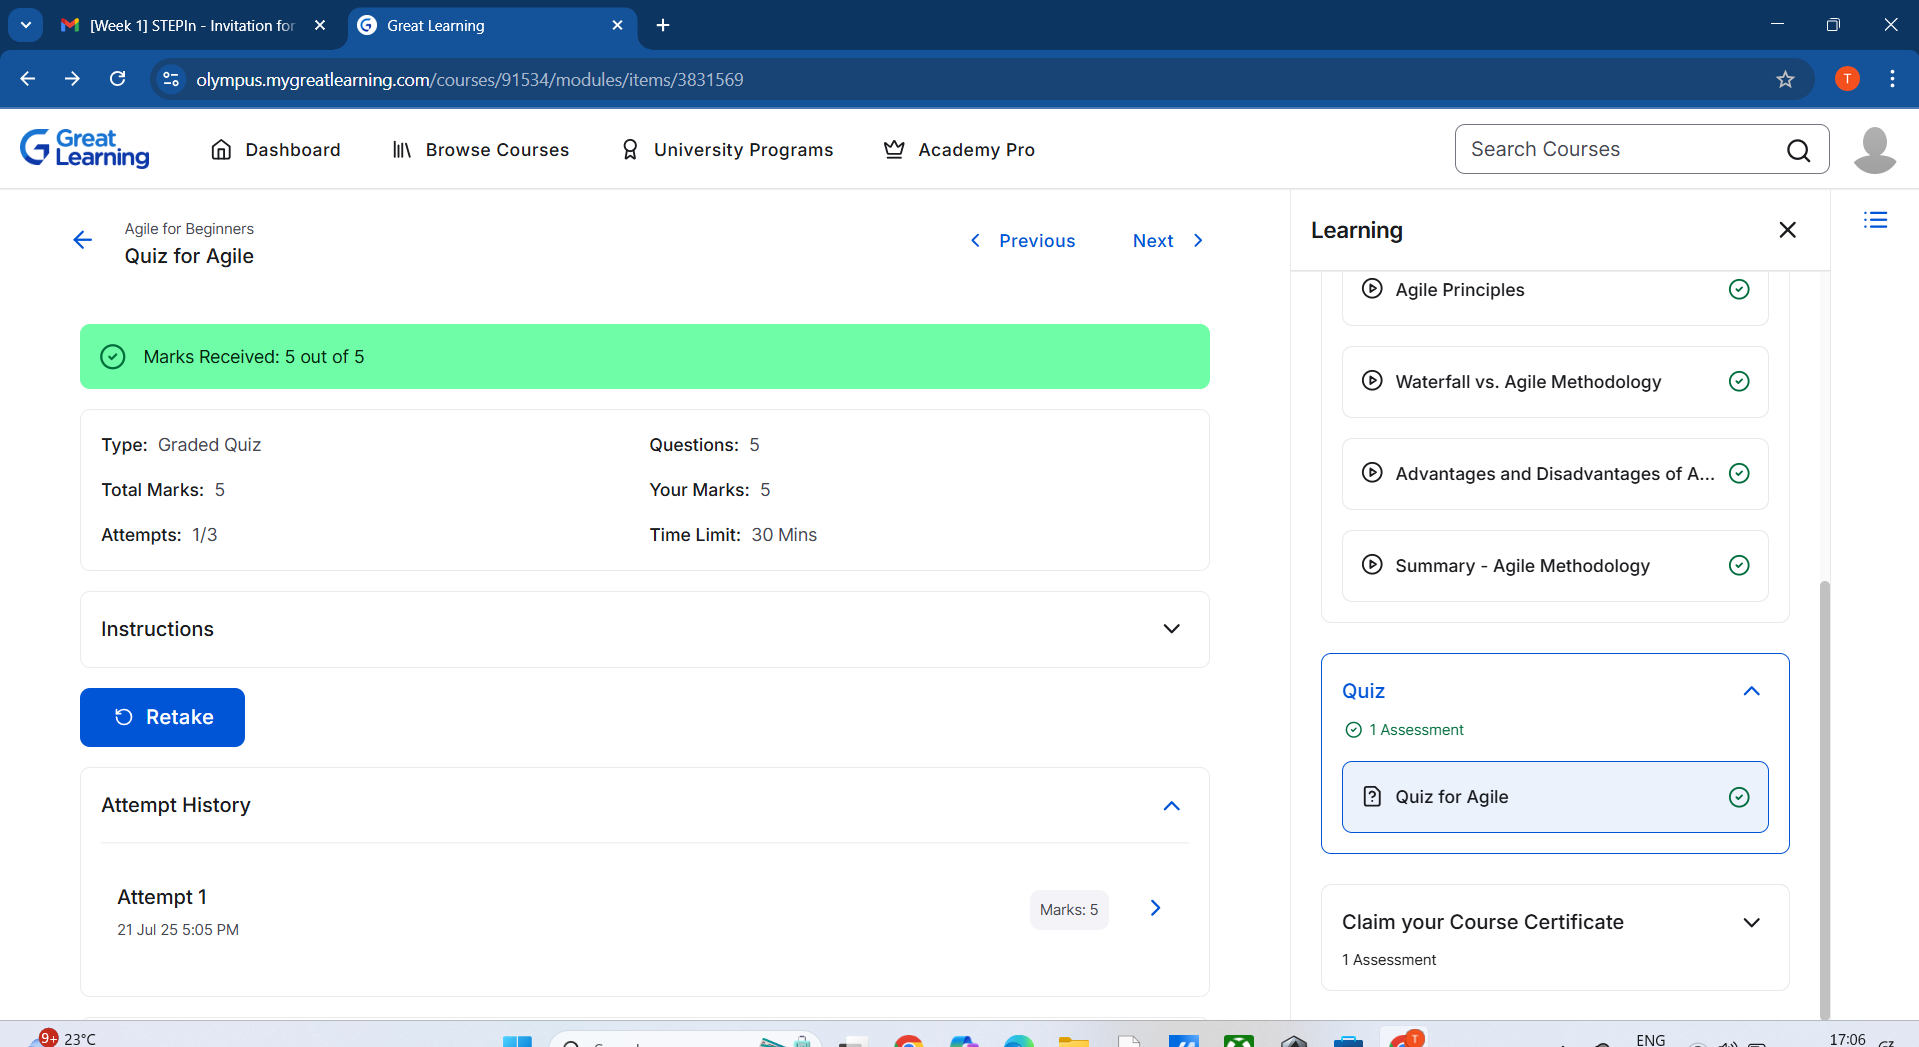 [Week 1] STEPIn - Invitation for
Great Learning
olympus.mygreatlearning.com/courses/91534/modules/items/3831569
T
Great Learning
Dashboard
Browse Courses
University Programs
Academy Pro
Search Courses
Agile for Beginners
Quiz for Agile
Previous
Next
Marks Received: 5 out of 5
Type: Graded Quiz
Questions: 5
Total Marks: 5
Your Marks: 5
Attempts: 1/3
Time Limit: 30 Mins
Instructions
Retake
Attempt History
Attempt 1
21 Jul 25 5:05 PM
Marks: 5
Learning
Agile Principles
Waterfall vs. Agile Methodology
Advantages and Disadvantages of A...
Summary - Agile Methodology
Quiz
1 Assessment
Quiz for Agile
Claim your Course Certificate
1 Assessment
9+
23°C
T
ENG
17:06